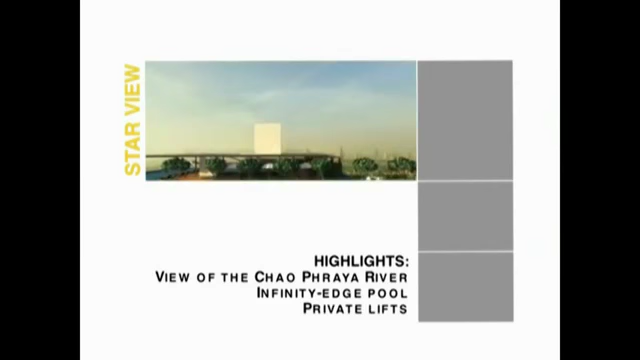 STAR VIEW
HIGHLIGHTS:
VIEW OF THE CHAO PHRAYA RIVER
INFINITY-EDGE POOL
PRIVATE LIFTS